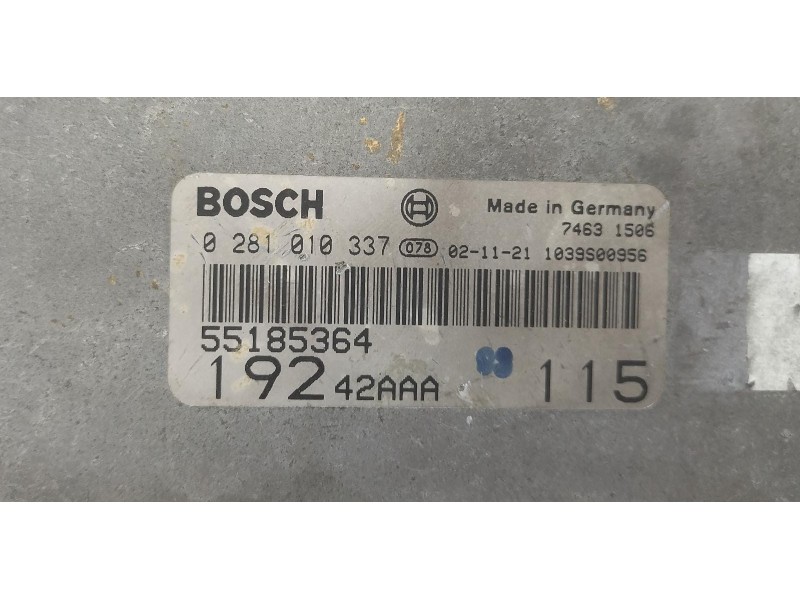 BOSCH Made in Germany
7463 1506
0 281 010 337 078 02-11-21 1039S00956
55185364
192 42AAA 115